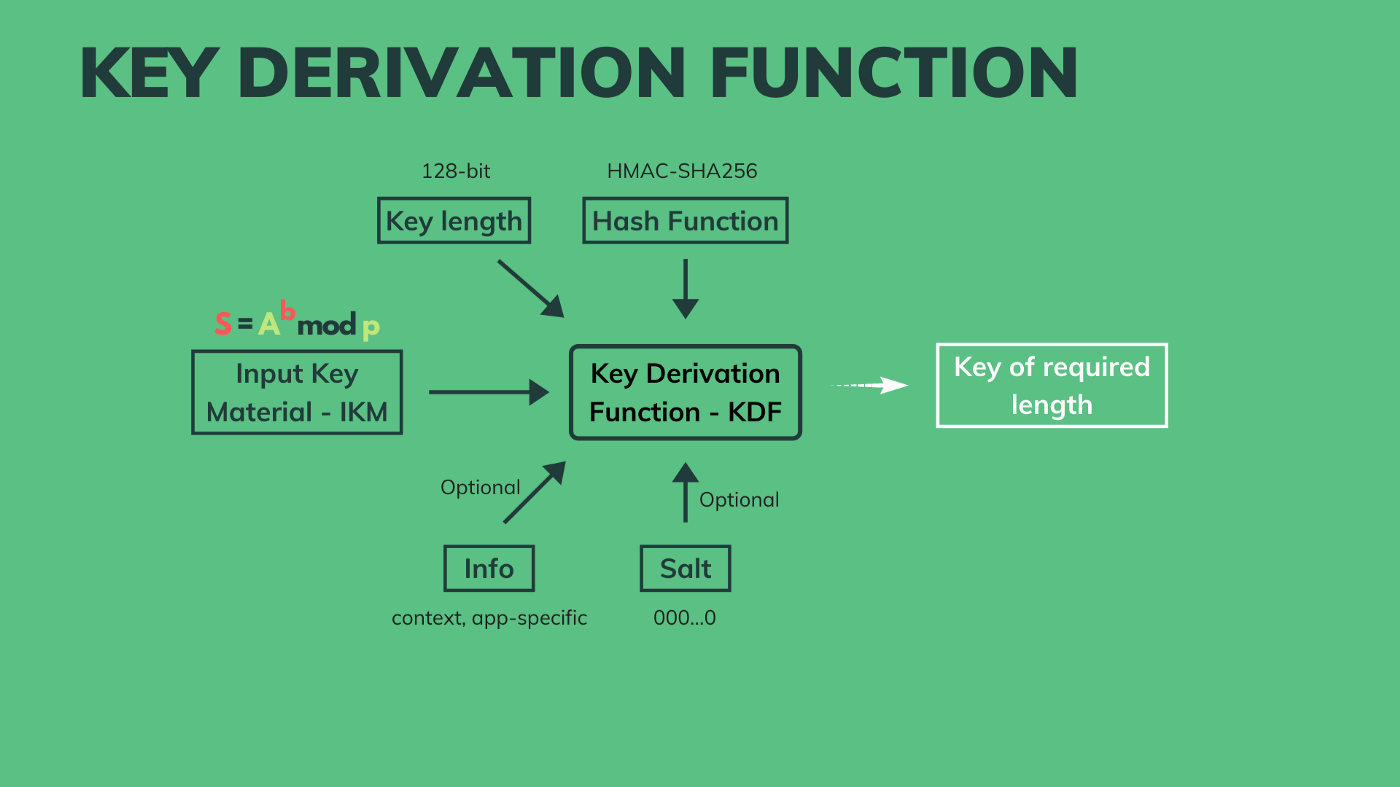 KEY DERIVATION FUNCTION
128-bit
Key length
HMAC-SHA256
Hash Function
S = A^b mod p
Input Key
Material - IKM
Key Derivation
Function - KDF
Key of required
length
Optional
Optional
Info
context, app-specific
Salt
000...0